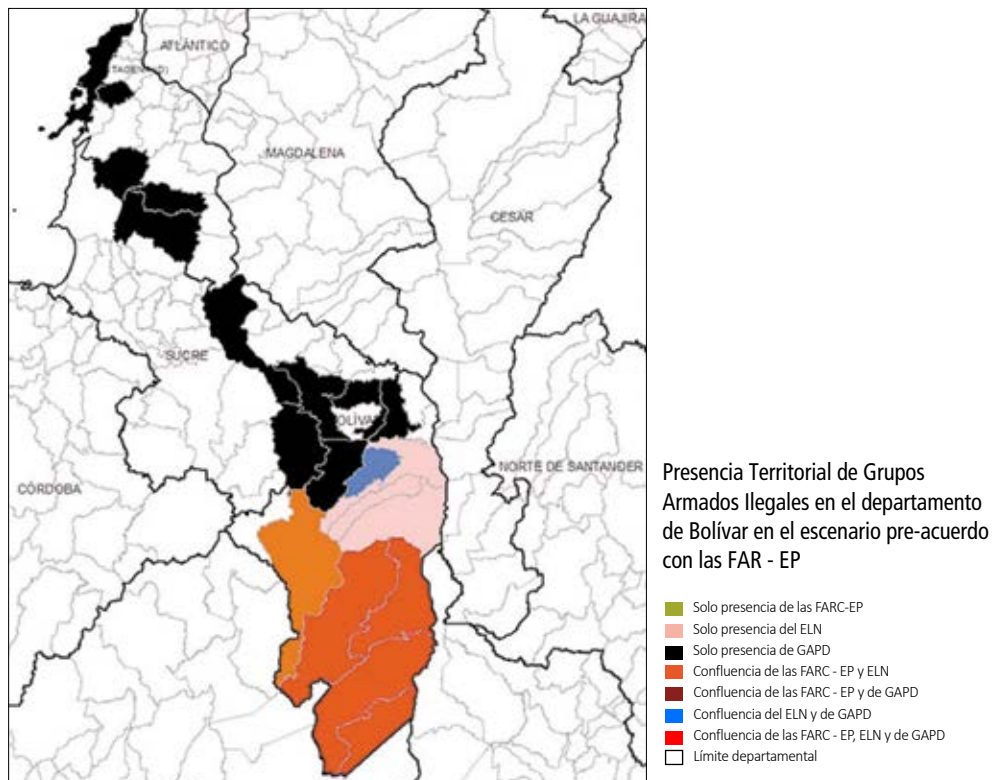 LA GUAJIRA
ATLÁNTICO
MAGDALENA
CESAR
SUCRE
BOLÍVAR
NORTE DE SANTANDER
CÓRDOBA
Presencia Territorial de Grupos
Armados Ilegales en el departamento
de Bolívar en el escenario pre-acuerdo
con las FAR - EP
Solo presencia de las FARC-EP
Solo presencia del ELN
Solo presencia de GAPD
Confluencia de las FARC - EP y ELN
Confluencia de las FARC - EP y de GAPD
Confluencia del ELN y de GAPD
Confluencia de las FARC - EP, ELN y de GAPD
Límite departamental